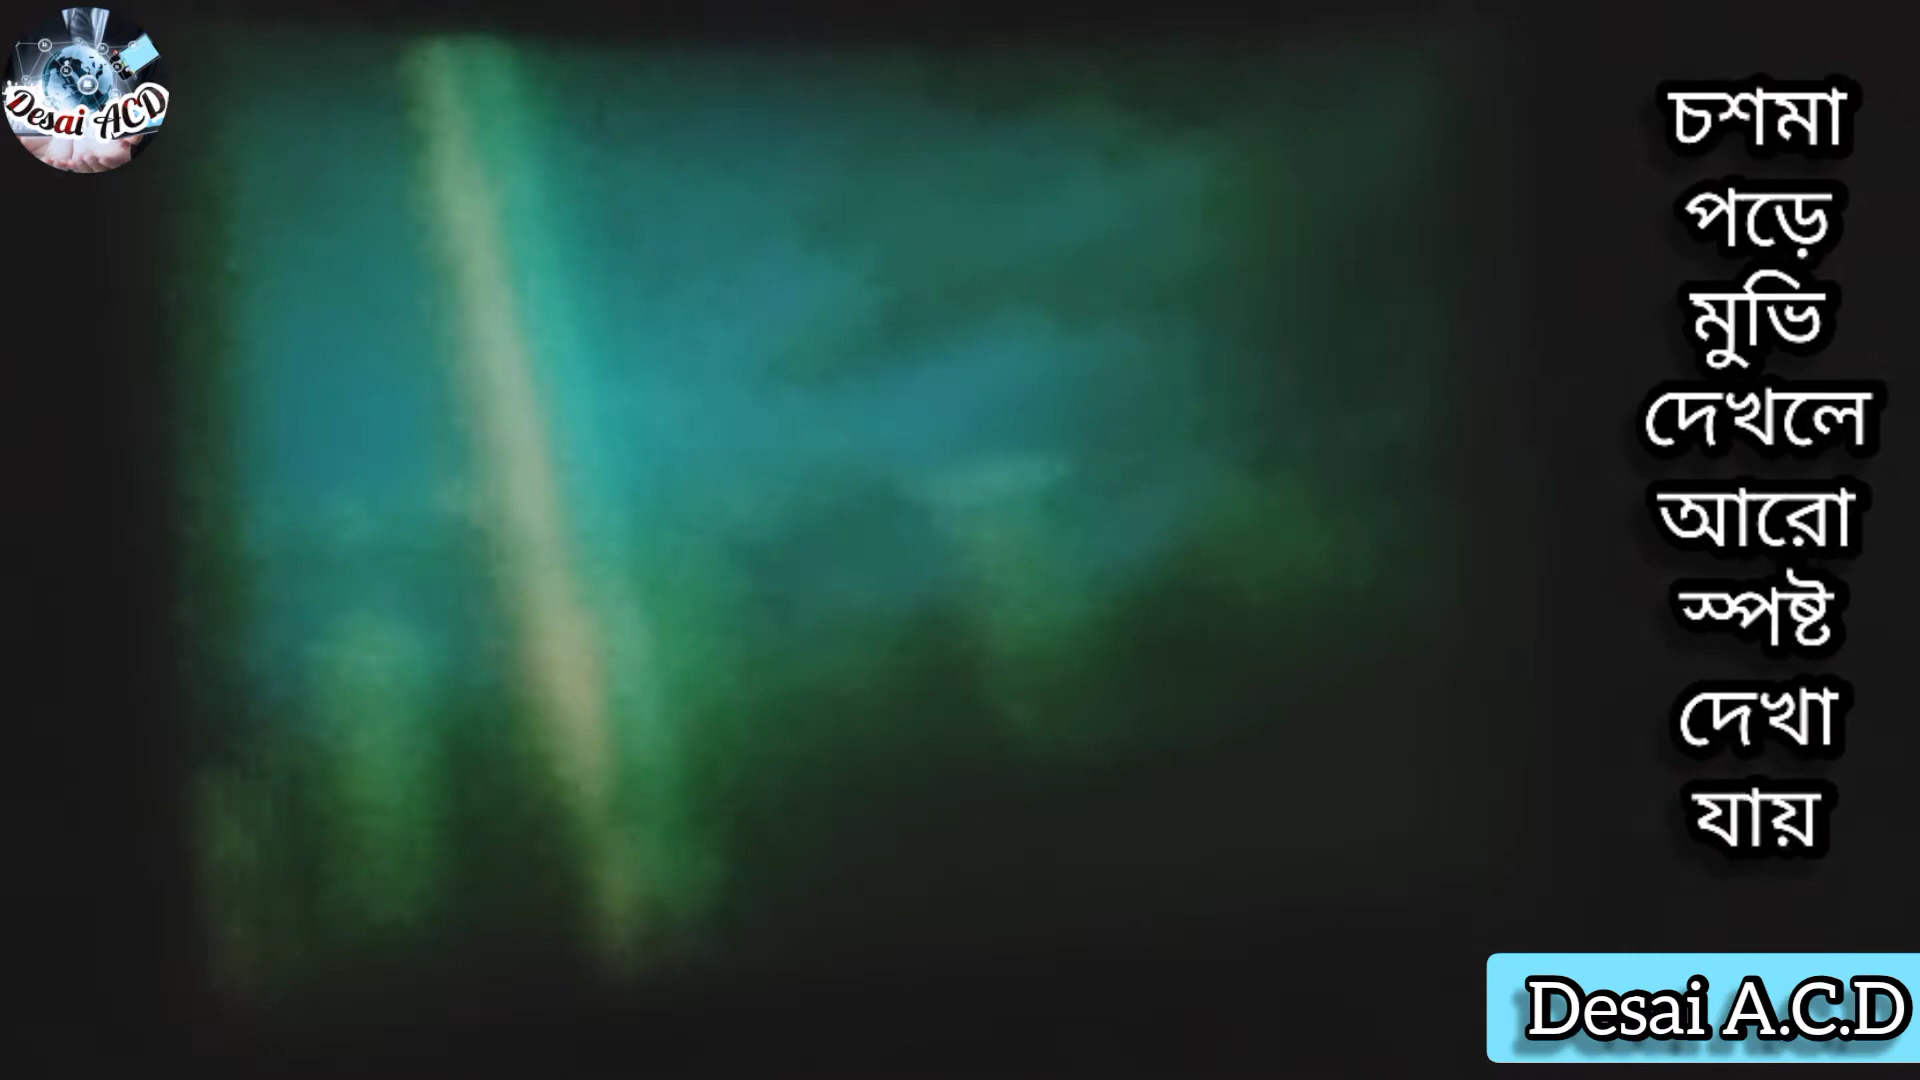 Desai ACD
চশমা
পড়ে
মুভি
দেখলে
আরো
স্পষ্ট
দেখা
যায়
Desai A.C.D